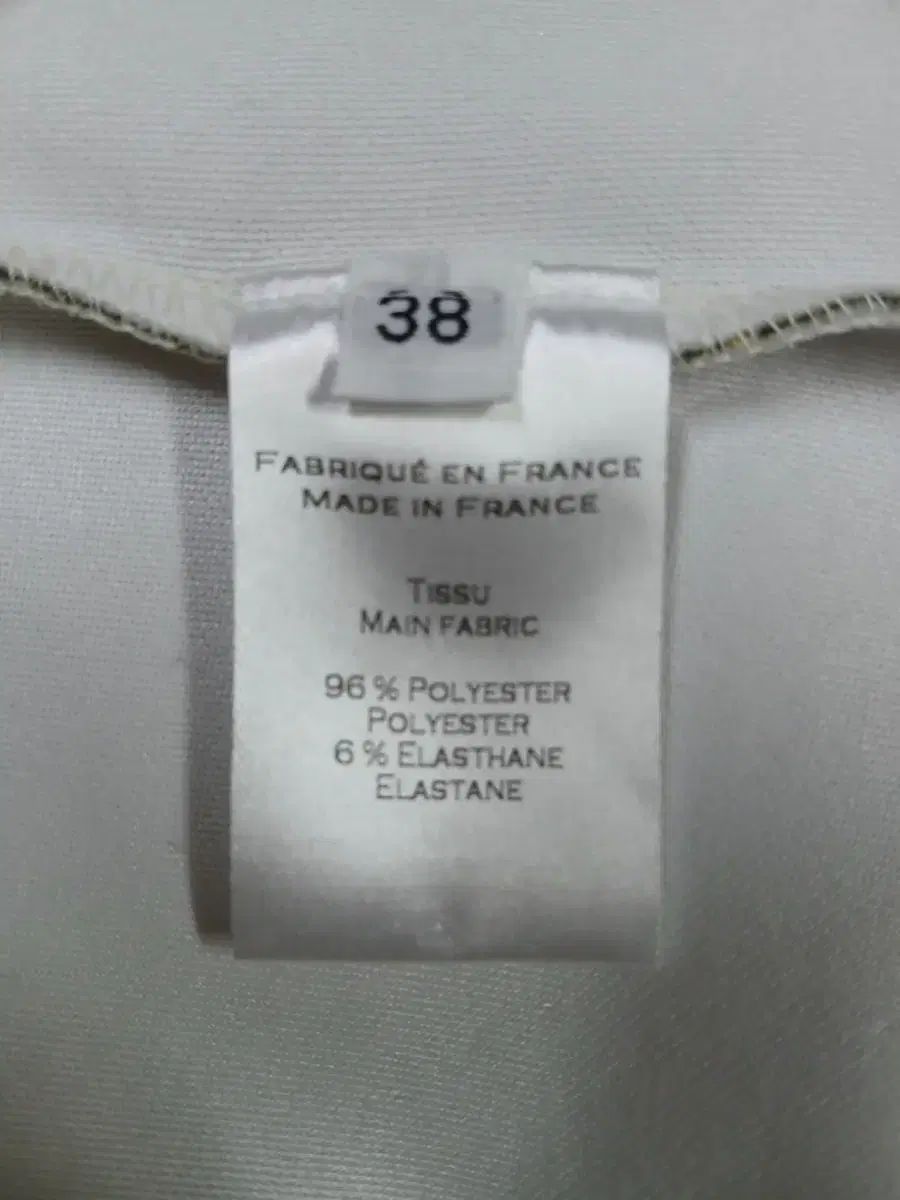 38
FABRIQUÉ EN FRANCE
MADE IN FRANCE
TISSU
MAIN FABRIC
96 % POLYESTER
POLYESTER
6 % ELASTHANE
ELASTANE